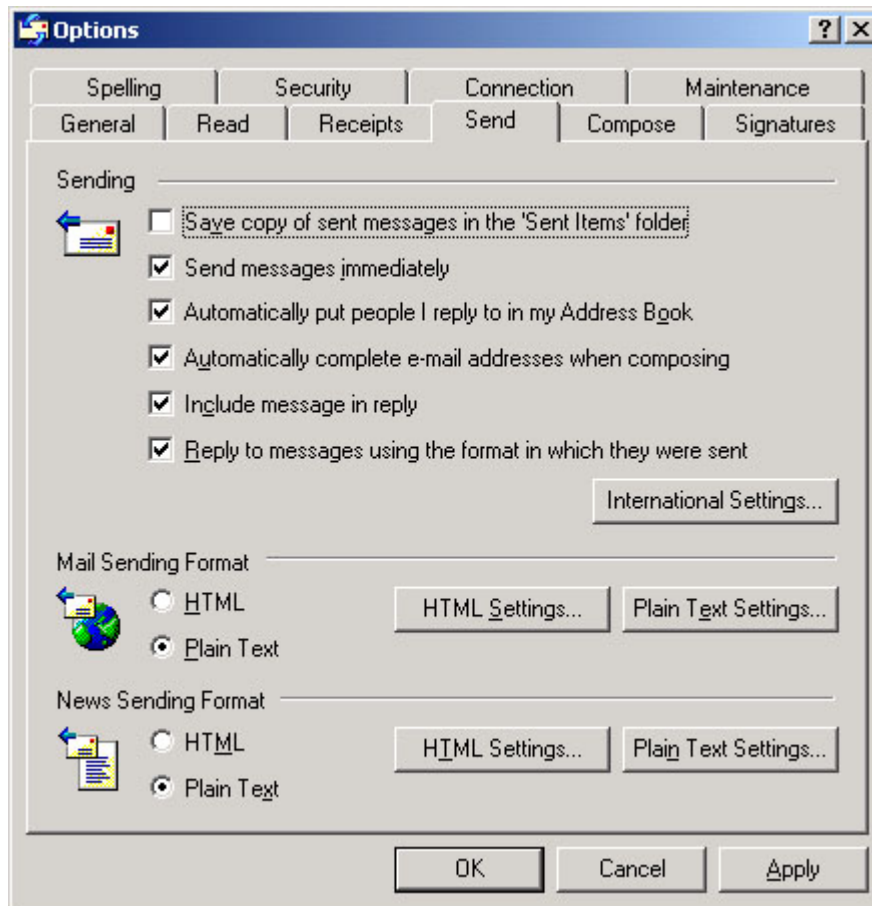 Options
Spelling Security Connection Maintenance
General Read Receipts Send Compose Signatures
Sending
Save copy of sent messages in the 'Sent Items' folder
Send messages immediately
Automatically put people I reply to in my Address Book
Automatically complete e-mail addresses when composing
Include message in reply
Reply to messages using the format in which they were sent
International Settings...
Mail Sending Format
HTML HTML Settings... Plain Text Settings...
Plain Text
News Sending Format
HTML HTML Settings... Plain Text Settings...
Plain Text
OK Cancel Apply